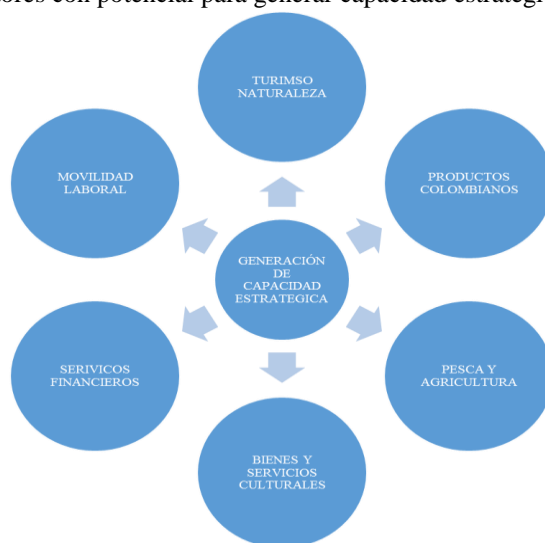 tores con potencial para generar capacidad estratégi
TURIMSO
NATURALEZA
PRODUCTOS
COLOMBIANOS
PESCA Y
AGRICULTURA
BIENES Y
SERVICIOS
CULTURALES
SERIVICOS
FINANCIEROS
MOVILIDAD
LABORAL
GENERACIÓN
DE
CAPACIDAD
ESTRATEGICA